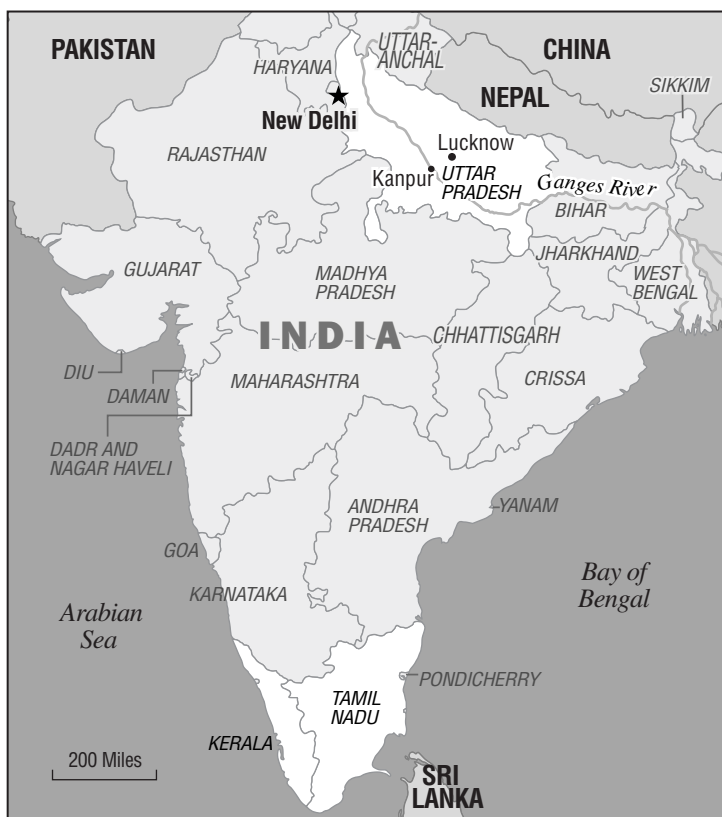 PAKISTAN
UTTAR-
ANCHAL
CHINA
HARYANA
NEPAL
SIKKIM
New Delhi
RAJASTHAN
Lucknow
Kanpur
UTTAR
PRADESH
Ganges River
BIHAR
GUJARAT
MADHYA
PRADESH
JHARKHAND
WEST
BENGAL
INDIA
CHHATTISGARH
DIU
DAMAN
MAHARASHTRA
CRISSA
DADR AND
NAGAR HAVELI
ANDHRA
PRADESH
YANAM
GOA
KARNATAKA
Arabian
Sea
Bay of
Bengal
PONDICHERRY
TAMIL
NADU
KERALA
200 Miles
SRI
LANKA